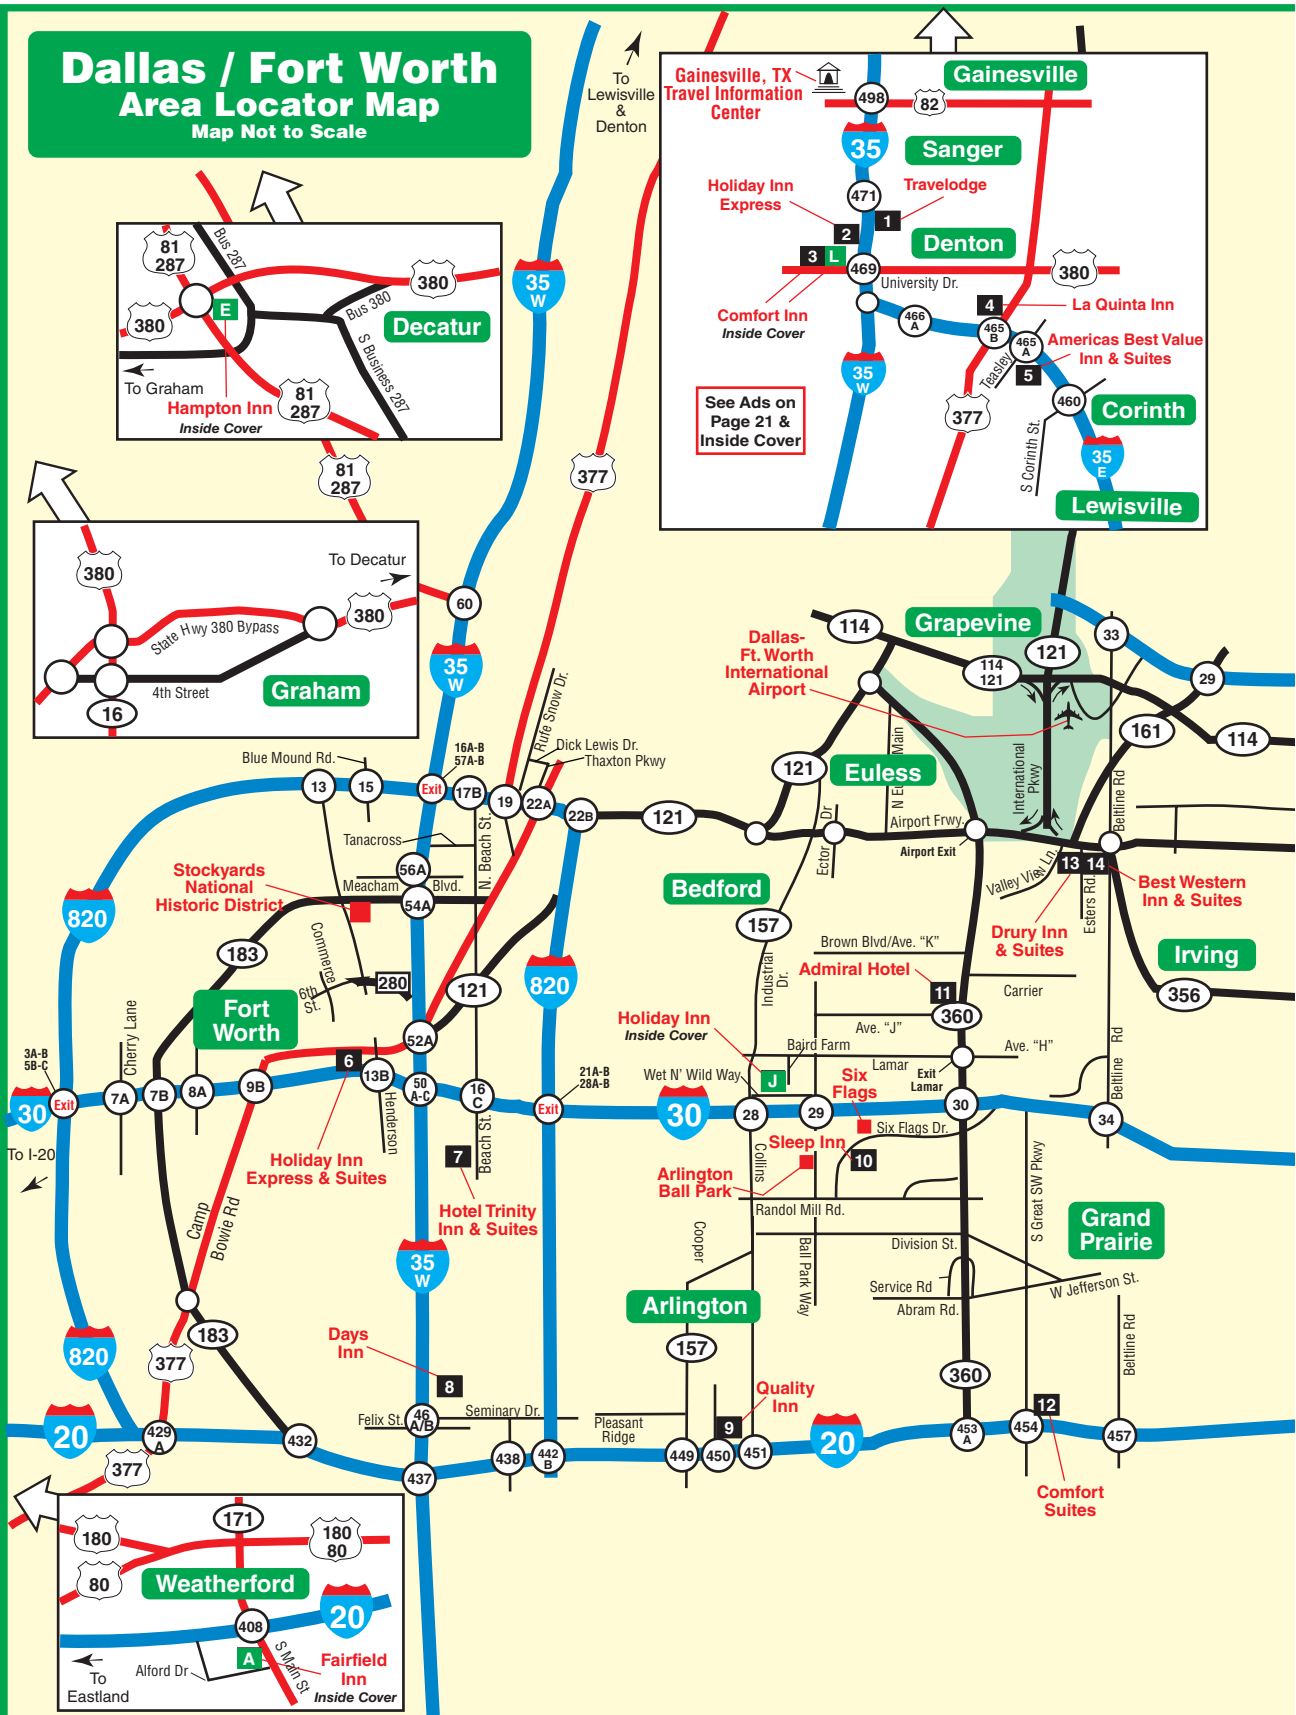 Dallas / Fort Worth
Area Locator Map
Map Not to Scale
To
Lewisville
&
Denton
Gainesville, TX
Travel Information
Center
Gainesville
498
82
35
Sanger
471
Holiday Inn
Express
Travelodge
1
2
Denton
3
L
469
380
University Dr.
Comfort Inn
Inside Cover
4
La Quinta Inn
466
A
465
B
465
A
Americas Best Value
Inn & Suites
Teasley
5
35
W
377
460
Corinth
See Ads on
Page 21 &
Inside Cover
S Corinth St.
35
E
Lewisville
81
287
Bus 287
380
380
E
Bus 380
Decatur
S Business 287
To Graham
Hampton Inn
Inside Cover
81
287
35
W
81
287
377
To Decatur
380
380
State Hwy 380 Bypass
4th Street
Graham
16
60
35
W
114
Grapevine
33
Dallas-
Ft. Worth
International
Airport
114
121
121
29
161
114
Rufe Snow Dr.
Dick Lewis Dr.
Thaxton Pkwy
Blue Mound Rd.
16A-B
57A-B
13
15
Exit
17B
19
22A
22B
121
121
Euless
International
Pkwy
Beltline Rd
Ector Dr
Airport Frwy.
Airport Exit
Tanacross
N. Beach St.
56A
Meacham
Blvd.
54A
Stockyards
National
Historic District
Bedford
Valley View Ln.
13
14
Esters Rd.
Best Western
Inn & Suites
820
157
Drury Inn
& Suites
183
Commerce
Brown Blvd/Ave. “K”
Irving
Industrial
Dr.
Admiral Hotel
11
Carrier
356
280
6th
St.
121
820
Fort
Worth
360
Ave. “J”
Holiday Inn
Inside Cover
Baird Farm
Lamar
Ave. “H”
Beltline Rd
52A
Cherry Lane
6
13B
3A-B
5B-C
Exit
30
7A
7B
8A
9B
50
A-C
16
C
21A-B
28A-B
Exit
30
Wet N’ Wild Way
J
Exit
Lamar
Six
Flags
28
29
30
34
Six Flags Dr.
Henderson
Beach St.
To I-20
Holiday Inn
Express & Suites
7
Hotel Trinity
Inn & Suites
Collins
Sleep Inn
10
Arlington
Ball Park
Randol Mill Rd.
Camp
Bowie Rd
S Great SW Pkwy
Grand
Prairie
Cooper
Ball Park Way
Division St.
35
W
Service Rd
Abram Rd.
W Jefferson St.
Arlington
183
157
Beltline Rd
820
377
Days
Inn
8
360
Quality
Inn
12
9
20
429
A
432
Felix St.
46
A/B
Seminary Dr.
Pleasant
Ridge
438
442
B
449
450
451
20
453
A
454
457
437
377
Comfort
Suites
171
180
180
80
80
Weatherford
20
408
A
S Main St
Fairfield
Inn
Inside Cover
Alford Dr
To
Eastland